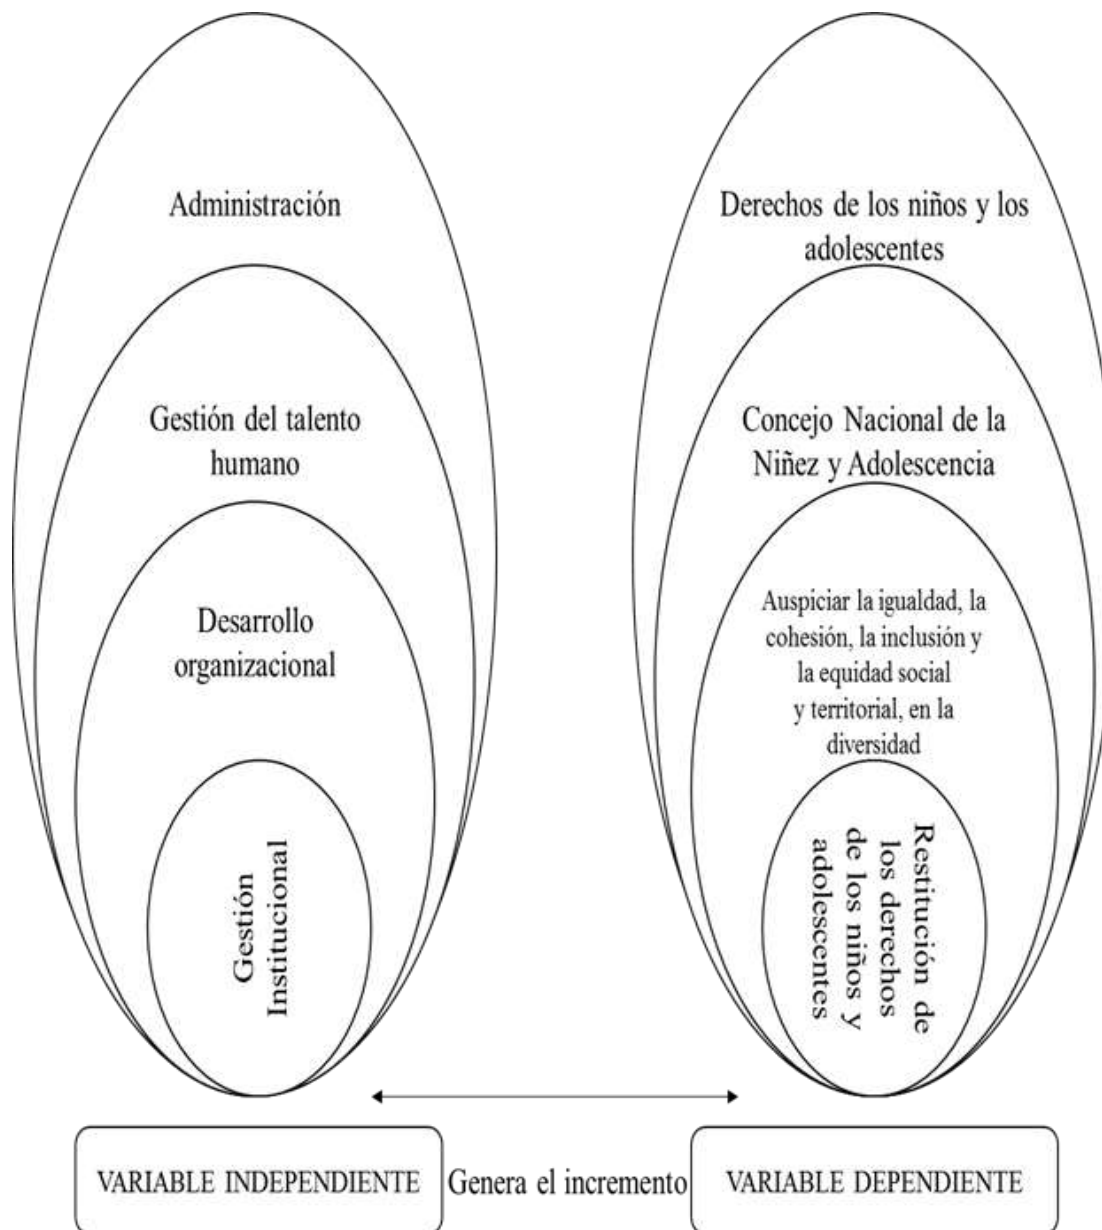 Administración
Gestión del talento
humano
Desarrollo
organizacional
Gestión
Institucional
Derechos de los niños y los
adolescentes
Concejo Nacional de la
Niñez y Adolescencia
Auspiciar la igualdad, la
cohesión, la inclusión y
la equidad social
y territorial, en la
diversidad
Restitución de
los derechos
de los niños y
adolescentes
VARIABLE INDEPENDIENTE
Genera el incremento
VARIABLE DEPENDIENTE